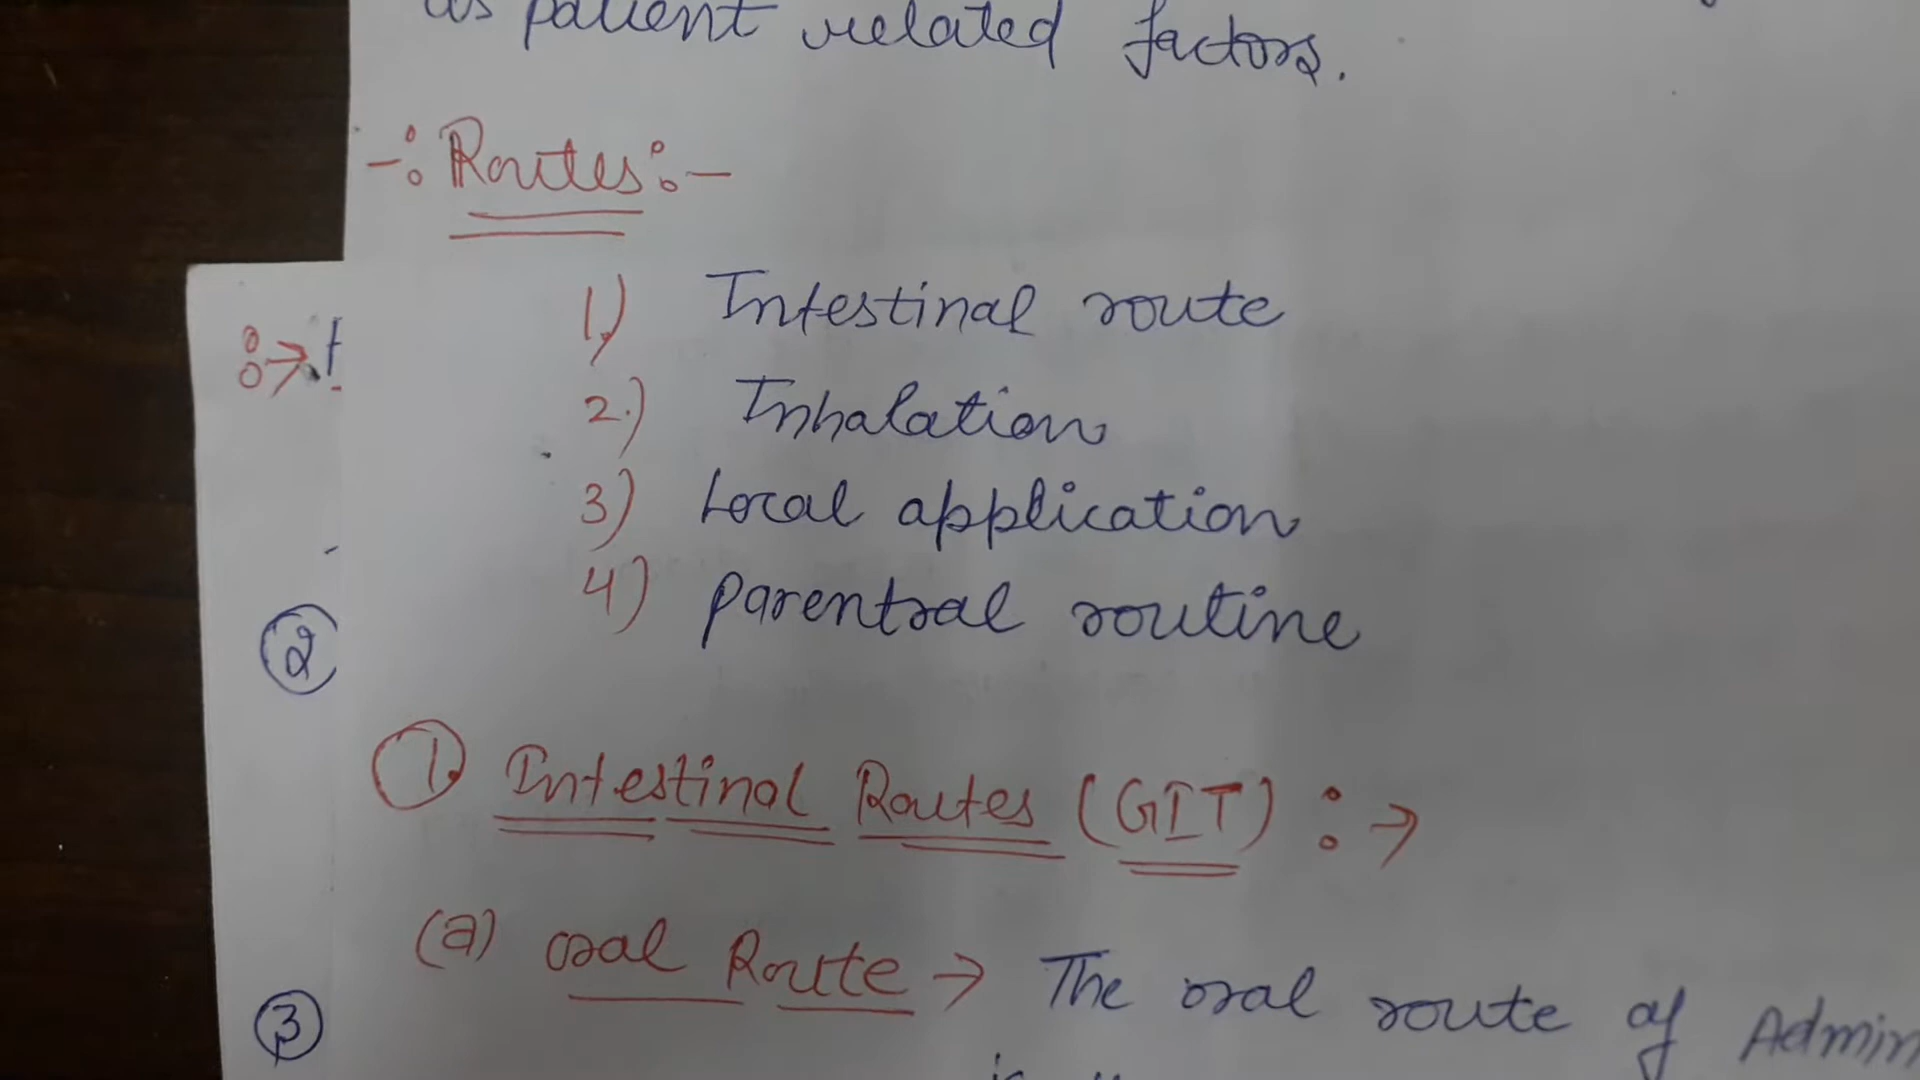 as patient related factors.
-: Routes :-
1.) Intestinal route
2.) Inhalation
3) Local application
4) parentral routine
2
1. Intestinal Routes (GIT) :→
(a) oral Route → The oral route of Admin
3